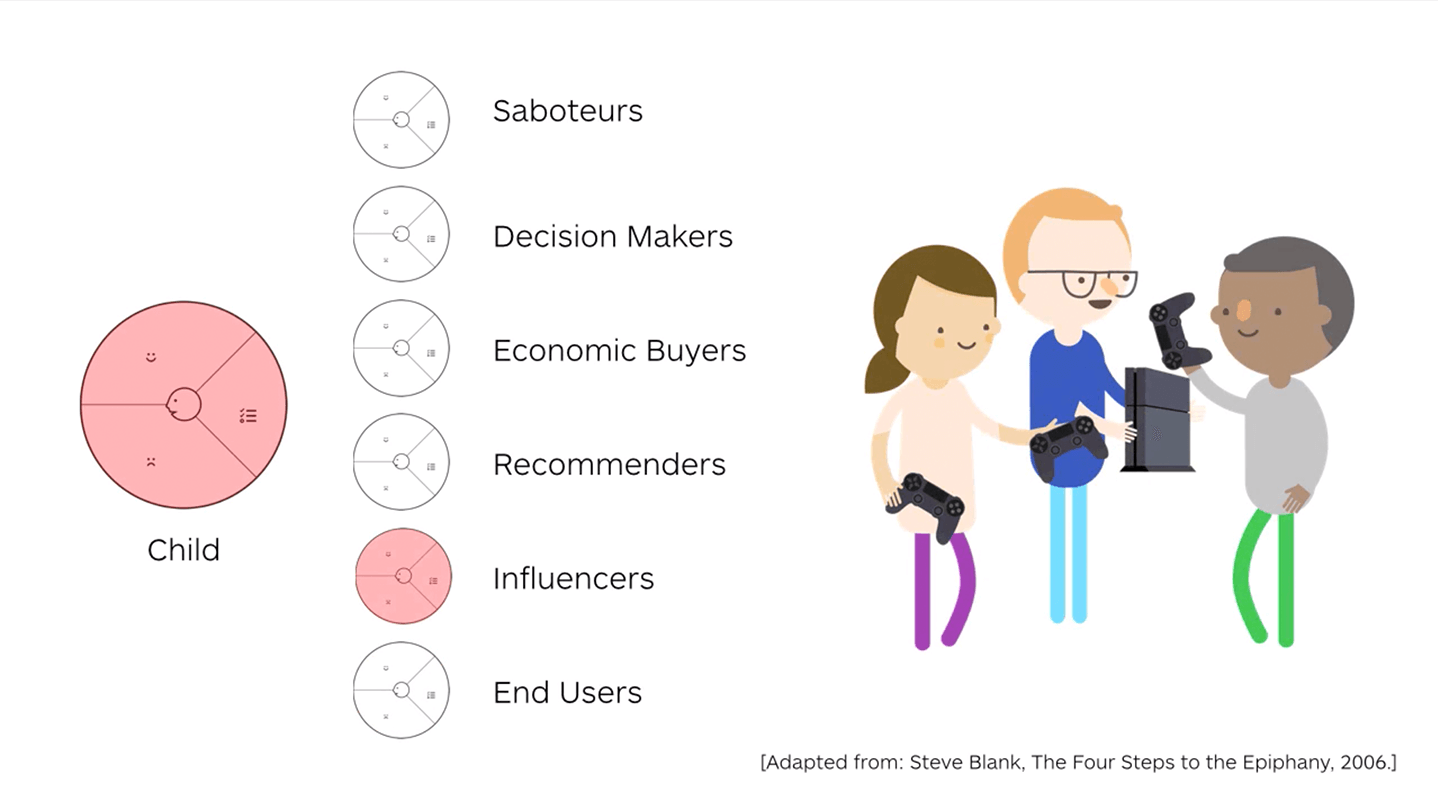 Saboteurs
Decision Makers
Economic Buyers
Recommenders
Influencers
End Users
Child
[Adapted from: Steve Blank, The Four Steps to the Epiphany, 2006.]